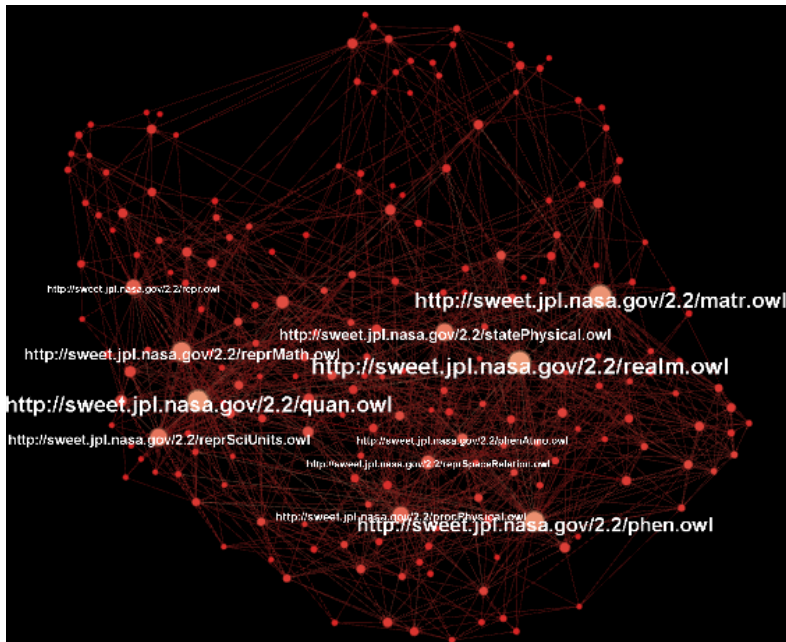 http://sweet.jpl.nasa.gov/2.2/repr.owl
http://sweet.jpl.nasa.gov/2.2/matr.owl
http://sweet.jpl.nasa.gov/2.2/statePhysical.owl
http://sweet.jpl.nasa.gov/2.2/reprMath.owl
http://sweet.jpl.nasa.gov/2.2/realm.owl
http://sweet.jpl.nasa.gov/2.2/quan.owl
http://sweet.jpl.nasa.gov/2.2/reprSciUnits.owl
http://sweet.jpl.nasa.gov/2.2/phenAtmo.owl
http://sweet.jpl.nasa.gov/2.2/reprSpaceRelation.owl
http://sweet.jpl.nasa.gov/2.2/propPhysical.owl
http://sweet.jpl.nasa.gov/2.2/phen.owl